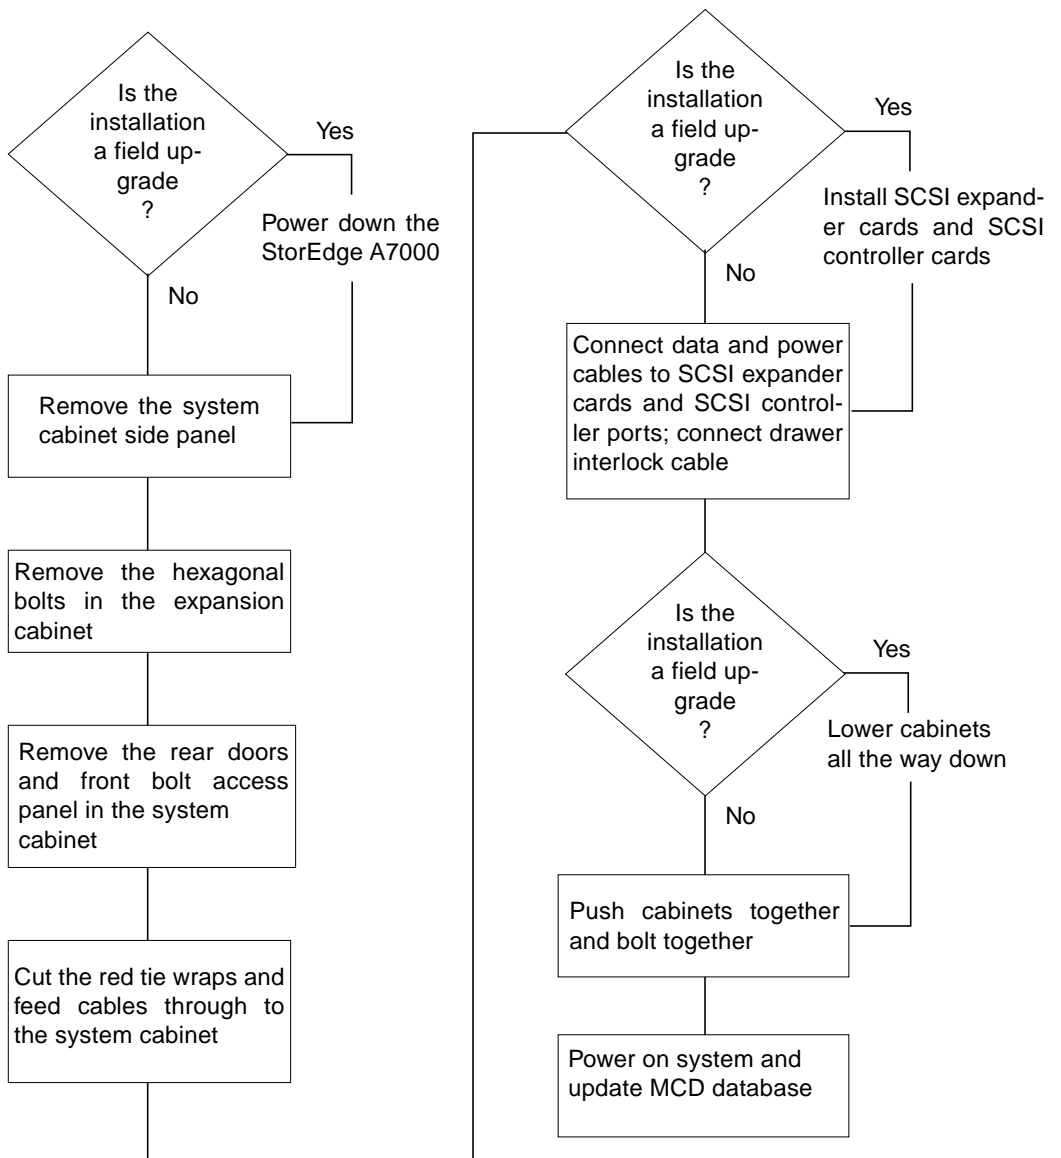 Is the
installation
a field up-
grade
?
Yes
Power down the
StorEdge A7000
No
Remove the system
cabinet side panel
Remove the hexagonal
bolts in the expansion
cabinet
Remove the rear doors
and front bolt access
panel in the system
cabinet
Cut the red tie wraps and
feed cables through to
the system cabinet
Is the
installation
a field up-
grade
?
Yes
Install SCSI expand-
er cards and SCSI
controller cards
No
Connect data and power
cables to SCSI expander
cards and SCSI control-
ler ports; connect drawer
interlock cable
Is the
installation
a field up-
grade
?
Yes
Lower cabinets
all the way down
No
Push cabinets together
and bolt together
Power on system and
update MCD database